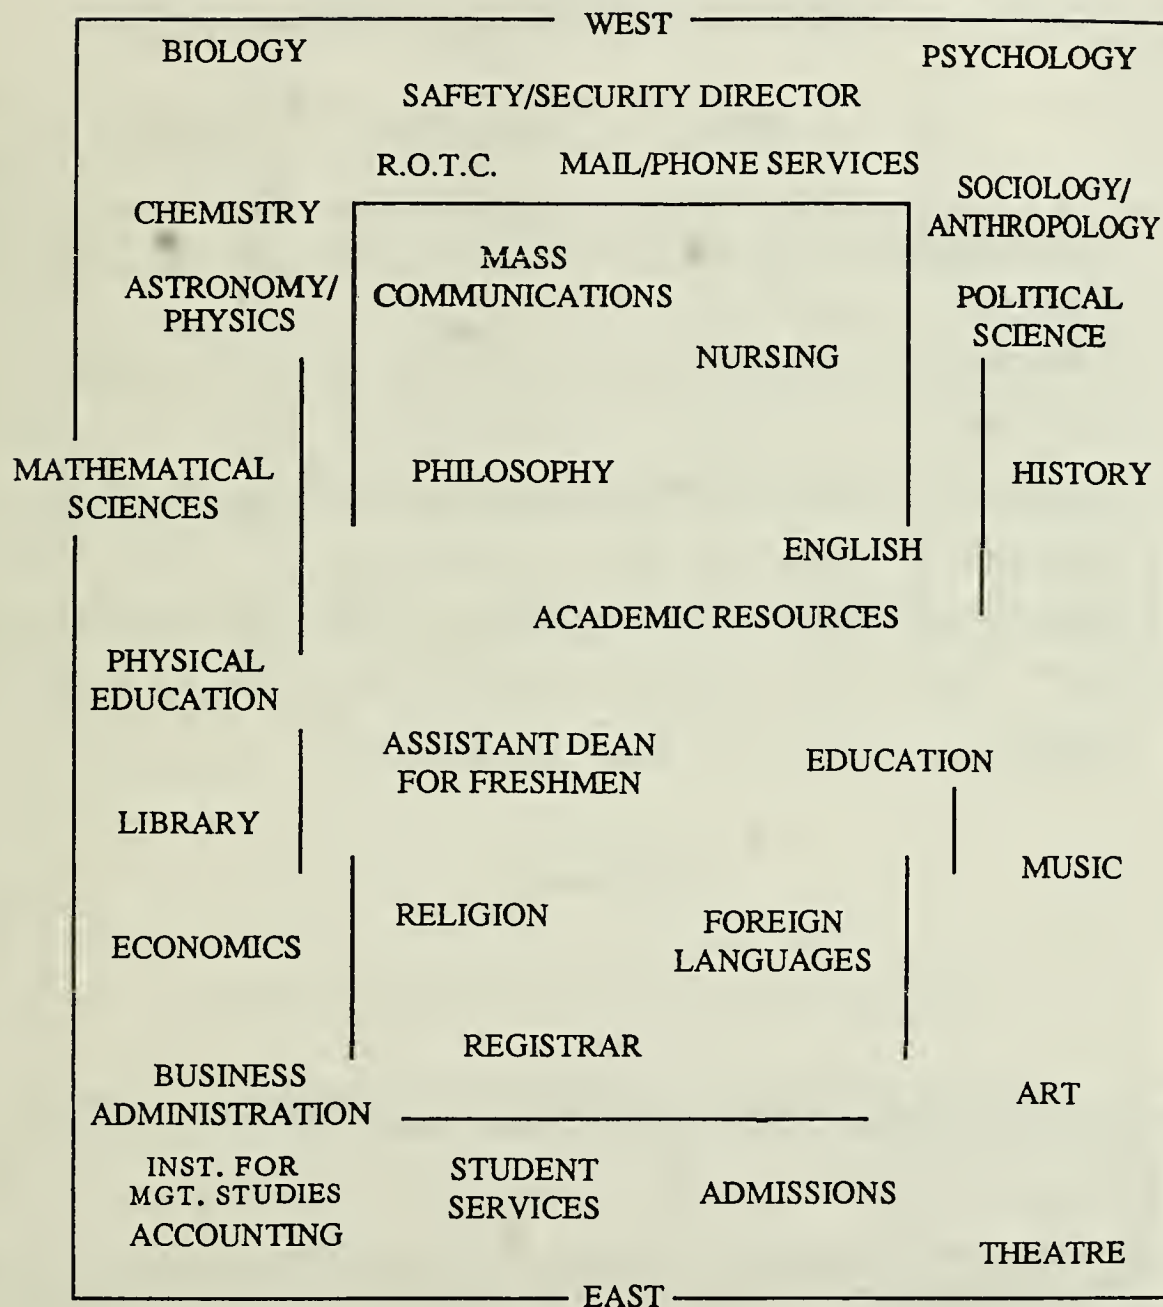 WEST
BIOLOGY
PSYCHOLOGY
SAFETY/SECURITY DIRECTOR
R.O.T.C.
MAIL/PHONE SERVICES
CHEMISTRY
SOCIOLOGY/
ANTHROPOLOGY
MASS
COMMUNICATIONS
ASTRONOMY/
PHYSICS
POLITICAL
SCIENCE
NURSING
MATHEMATICAL
SCIENCES
PHILOSOPHY
HISTORY
ENGLISH
ACADEMIC RESOURCES
PHYSICAL
EDUCATION
ASSISTANT DEAN
FOR FRESHMEN
EDUCATION
LIBRARY
MUSIC
RELIGION
FOREIGN
LANGUAGES
ECONOMICS
REGISTRAR
BUSINESS
ADMINISTRATION
ART
INST. FOR
MGT. STUDIES
ACCOUNTING
STUDENT
SERVICES
ADMISSIONS
THEATRE
EAST